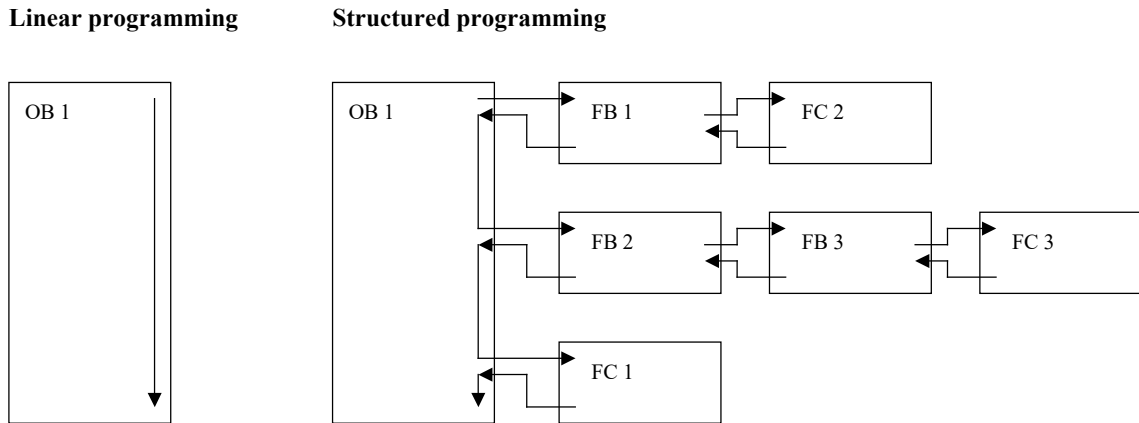 Linear programming
Structured programming
OB 1
OB 1
FB 1
FC 2
FB 2
FB 3
FC 3
FC 1